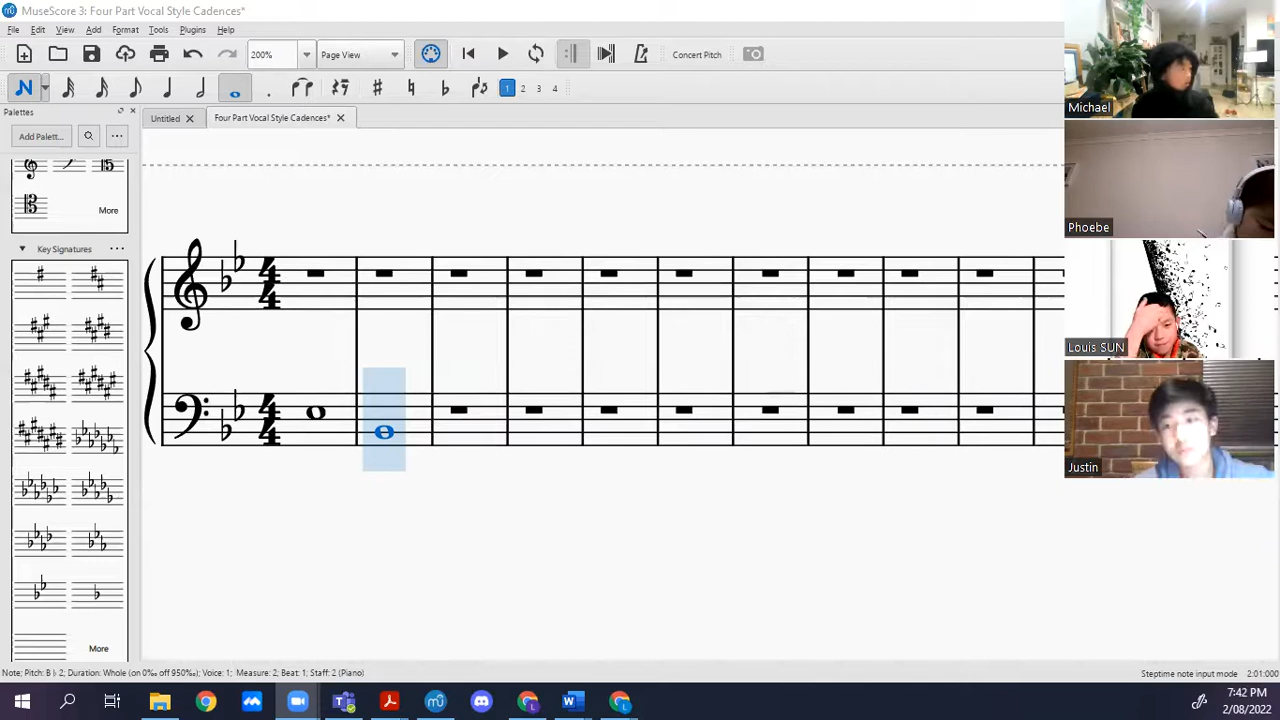 MuseScore 3: Four Part Vocal Style Cadences*
File Edit View Add Format Tools Plugins Help
200% Page View Concert Pitch
1 2 3 4
Palettes
Untitled Four Part Vocal Style Cadences*
Add Palett...
More
Key Signatures
More
Michael
Phoebe
Louis SUN
Justin
Note; Pitch: B♭2; Duration: Whole (on 0‰ off 950‰); Voice: 1; Measure: 2; Beat: 1; Staff: 2 (Piano)
Steptime note input mode 2:01:000
7:42 PM
2/08/2022